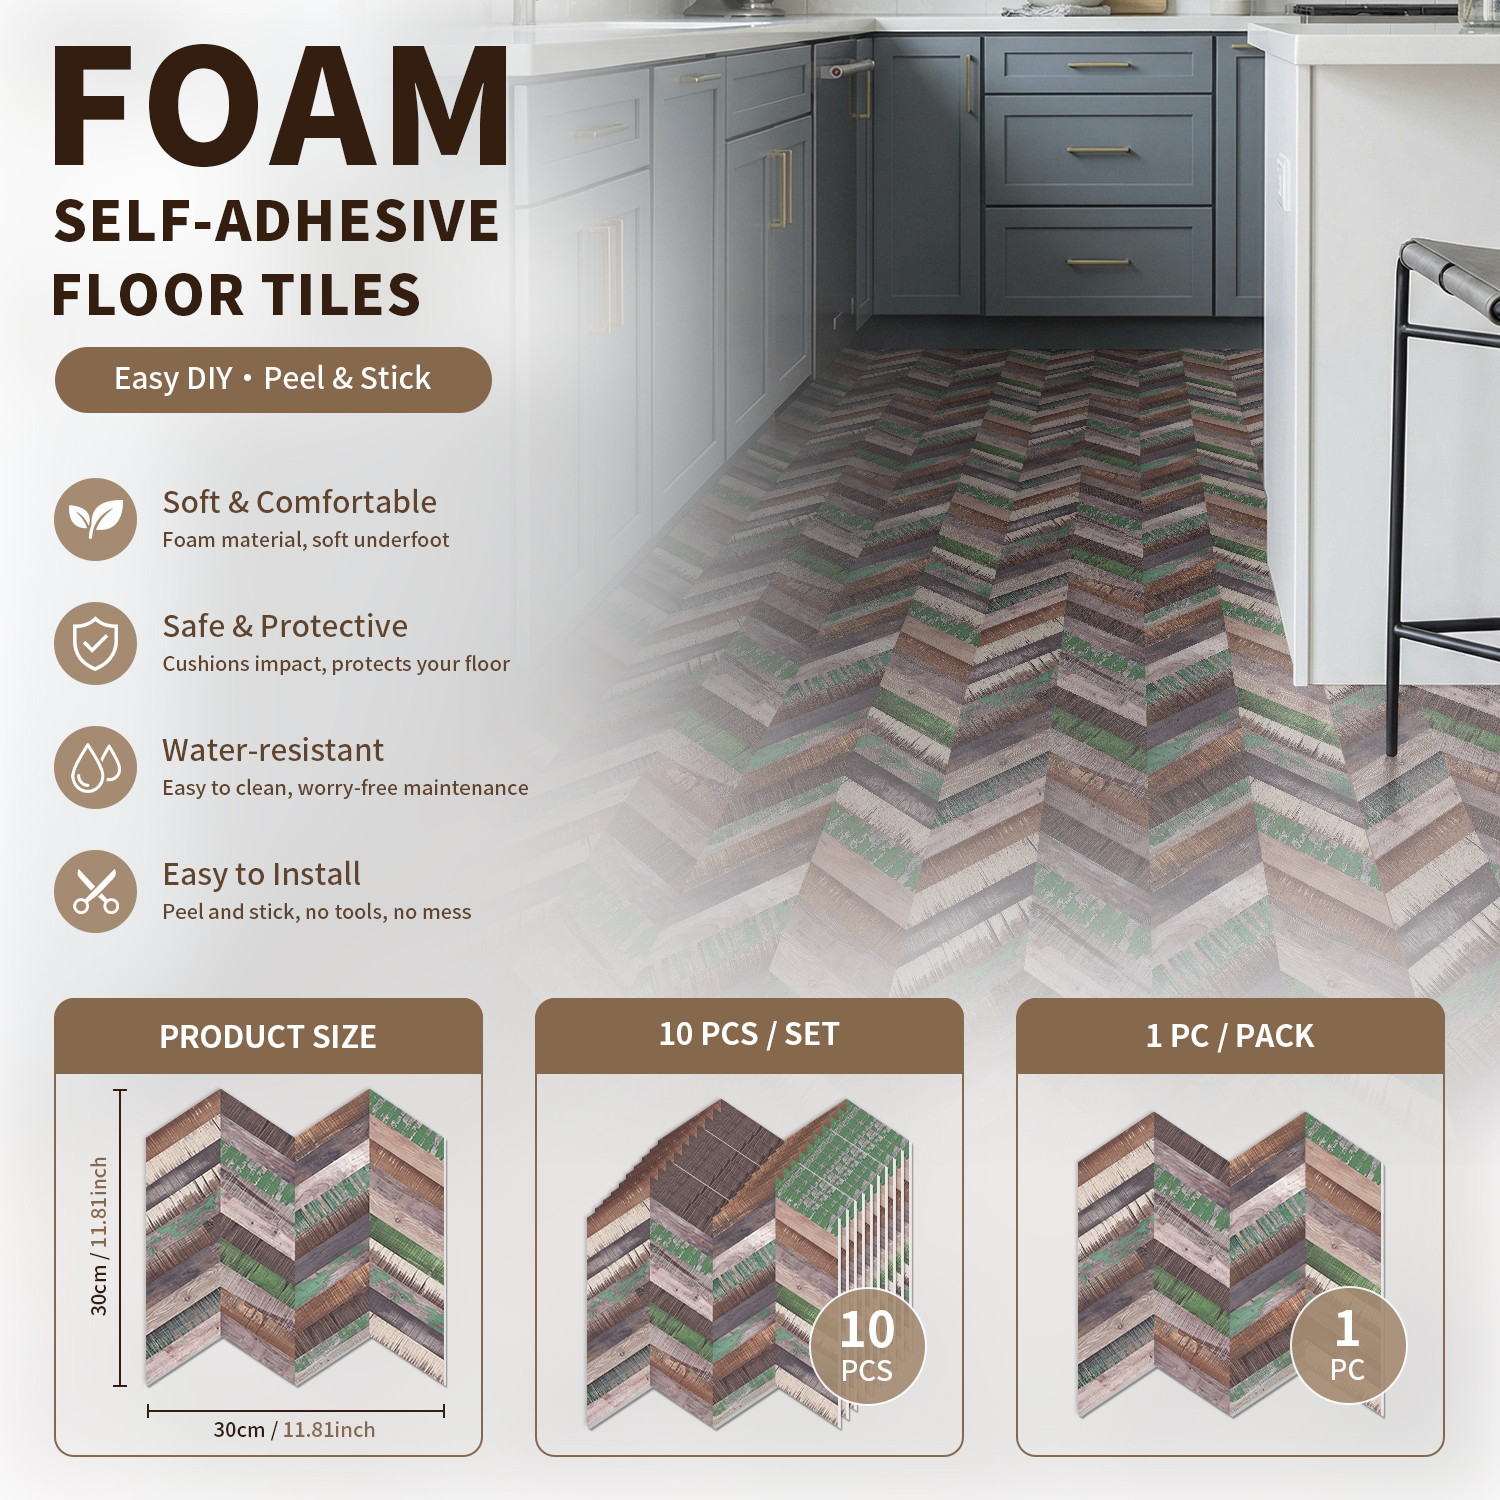 FOAM
SELF-ADHESIVE
FLOOR TILES
Easy DIY • Peel & Stick
Soft & Comfortable
Foam material, soft underfoot
Safe & Protective
Cushions impact, protects your floor
Water-resistant
Easy to clean, worry-free maintenance
Easy to Install
Peel and stick, no tools, no mess
PRODUCT SIZE
30cm / 11.81inch
30cm / 11.81inch
10 PCS / SET
10
PCS
1 PC / PACK
1
PC